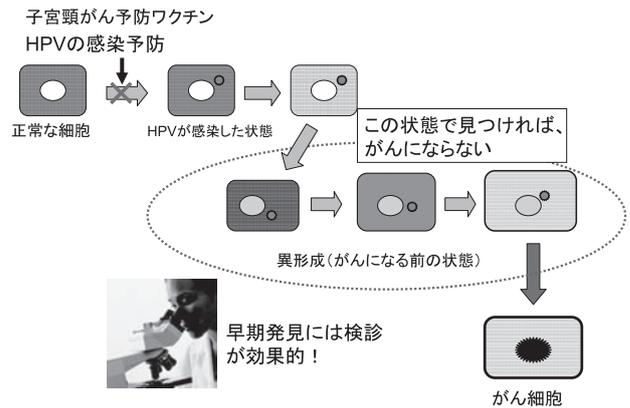 子宮頸がん予防ワクチン
HPVの感染予防
正常な細胞
HPVが感染した状態
この状態で見つければ、
がんにならない
異形成(がんになる前の状態)
早期発見には検診
が効果的！
がん細胞